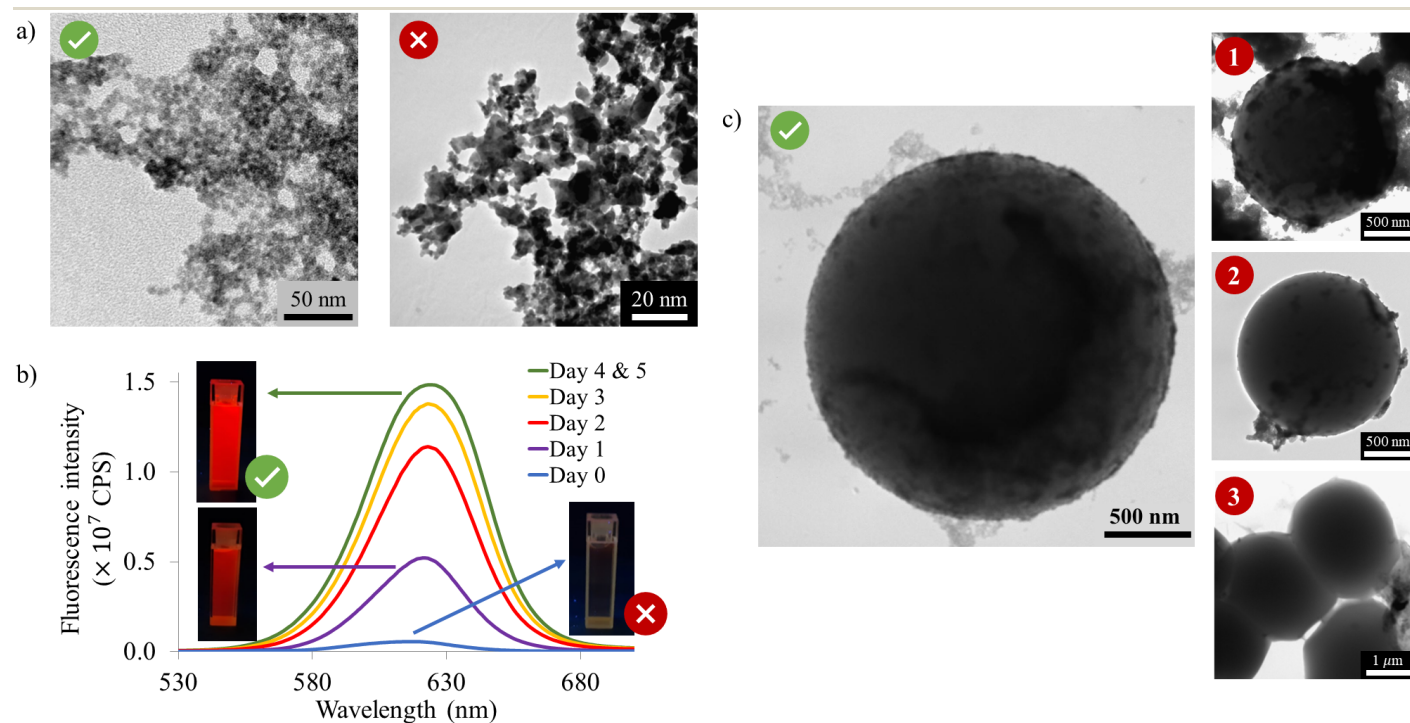 a)
50 nm
20 nm
b)
Fluorescence intensity
(× 10⁷ CPS)
1.5
1.0
0.5
0.0
530
580
630
680
Wavelength (nm)
Day 4 & 5
Day 3
Day 2
Day 1
Day 0
c)
500 nm
1
500 nm
2
500 nm
3
1 μm